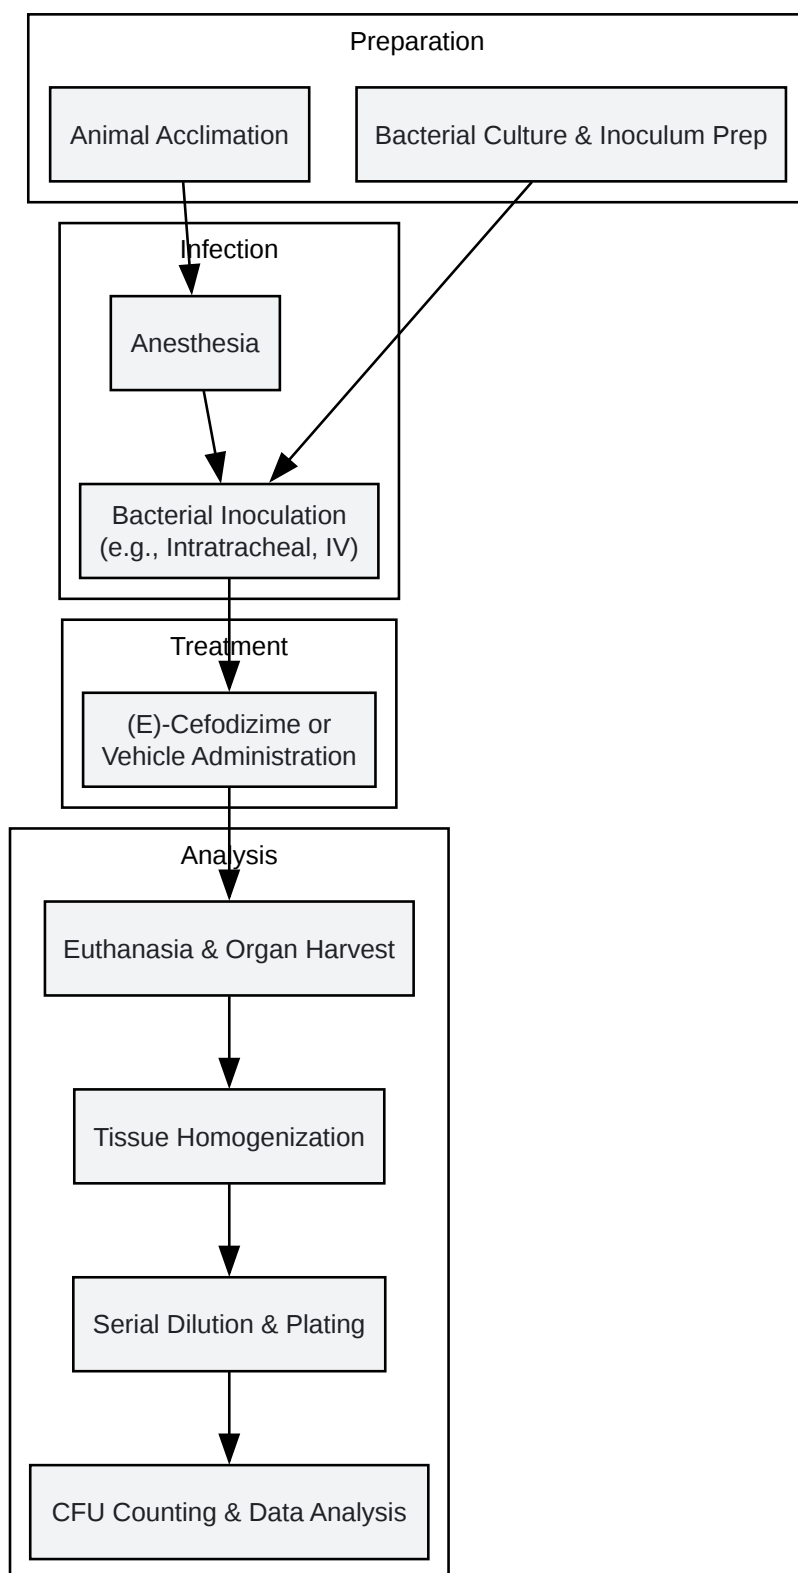 Preparation
Animal Acclimation
Bacterial Culture & Inoculum Prep
Infection
Anesthesia
Bacterial Inoculation
(e.g., Intratracheal, IV)
Treatment
(E)-Cefodizime or
Vehicle Administration
Analysis
Euthanasia & Organ Harvest
Tissue Homogenization
Serial Dilution & Plating
CFU Counting & Data Analysis